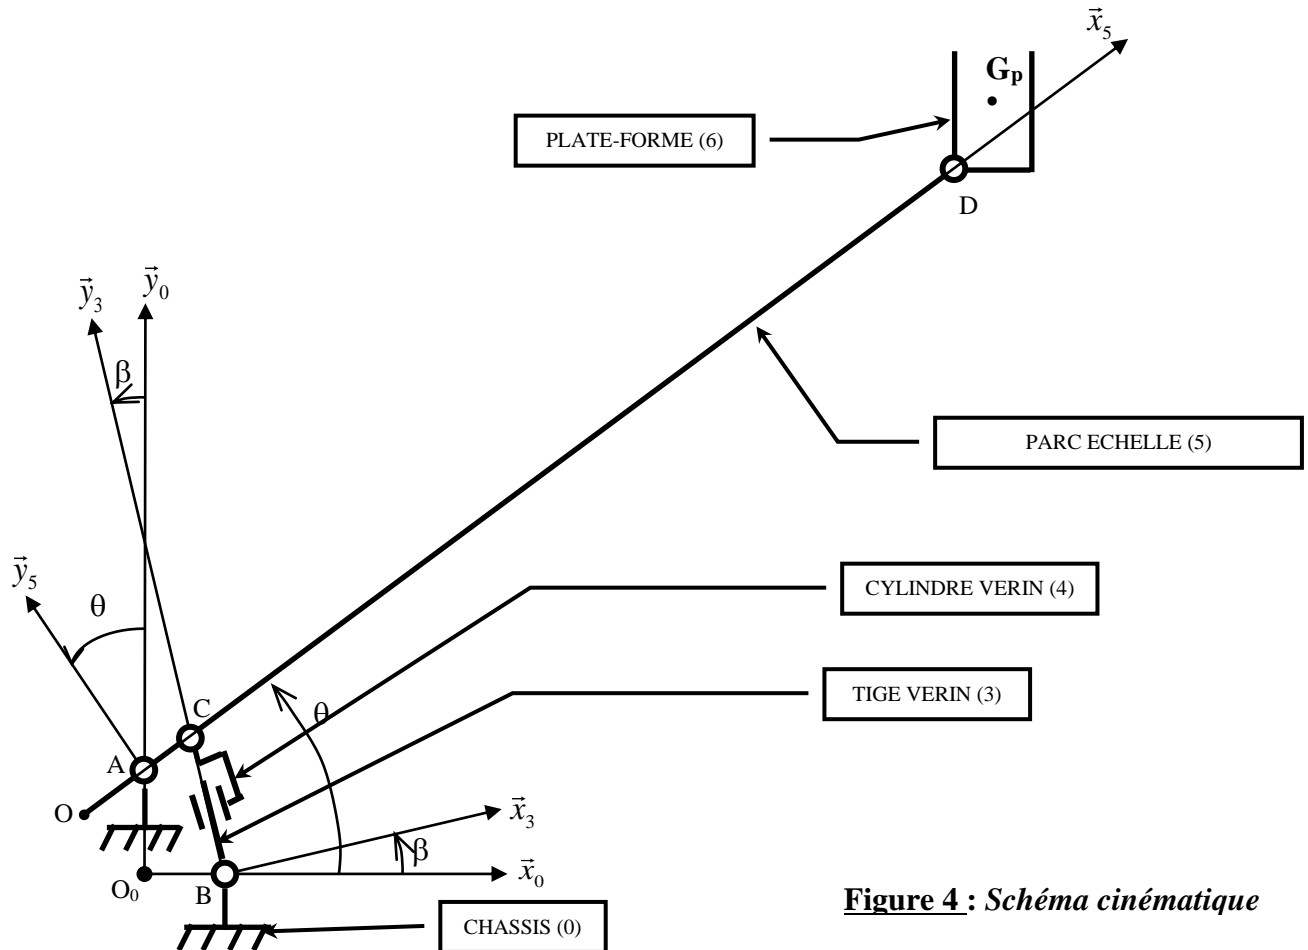 x⃗₅
G_p
PLATE-FORME (6)
D
y⃗₃
y⃗₀
β
PARC ECHELLE (5)
y⃗₅
θ
CYLINDRE VERIN (4)
C
θ
TIGE VERIN (3)
A
O
x⃗₃
β
O₀
B
x⃗₀
CHASSIS (0)
Figure 4 : Schéma cinématique